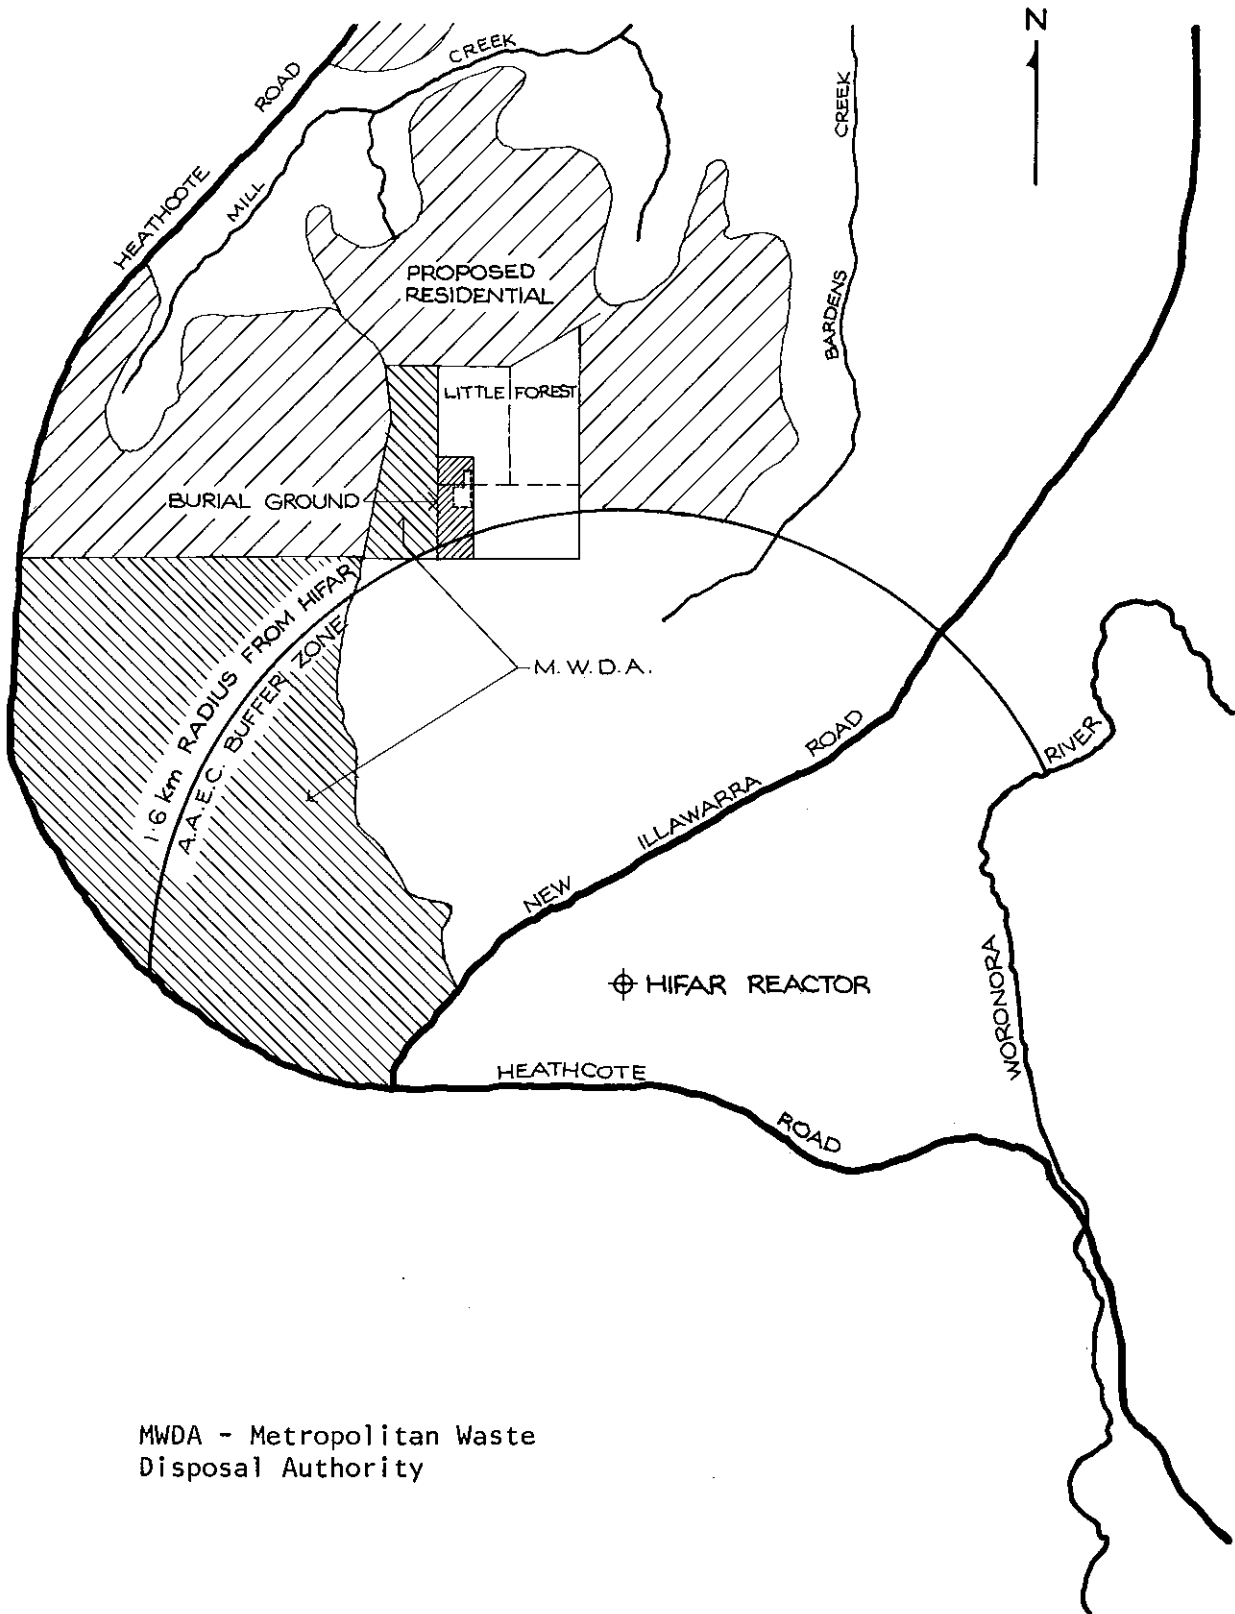 N
CREEK
ROAD
HEATHCOTE
MILL
CREEK
BARDENS
PROPOSED
RESIDENTIAL
LITTLE FOREST
BURIAL GROUND
1·6 km RADIUS FROM HIFAR
A.A.E.C. BUFFER ZONE
M.W.D.A.
NEW
ILLAWARRA
ROAD
RIVER
WORONORA
HIFAR REACTOR
HEATHCOTE
ROAD
MWDA - Metropolitan Waste
Disposal Authority